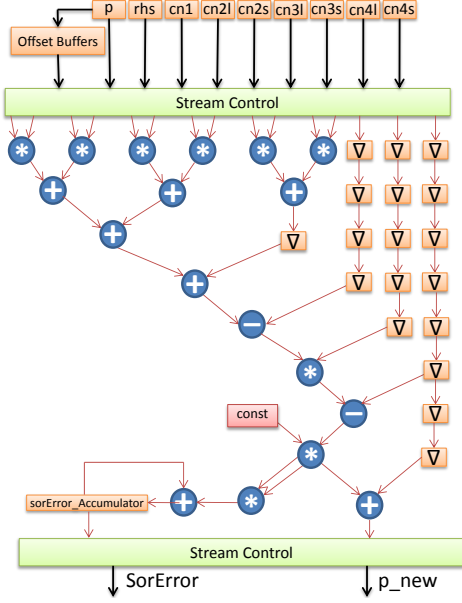 p rhs cn1 cn2l cn2s cn3l cn3s cn4l cn4s
Offset Buffers
Stream Control
* * * * * *
∇ ∇ ∇
+ + +
∇ ∇ ∇
+ ∇
∇ ∇ ∇
+ ∇ ∇ ∇
− ∇ ∇
* ∇
const − ∇
* ∇
sorError_Accumulator + * +
Stream Control
SorError p_new